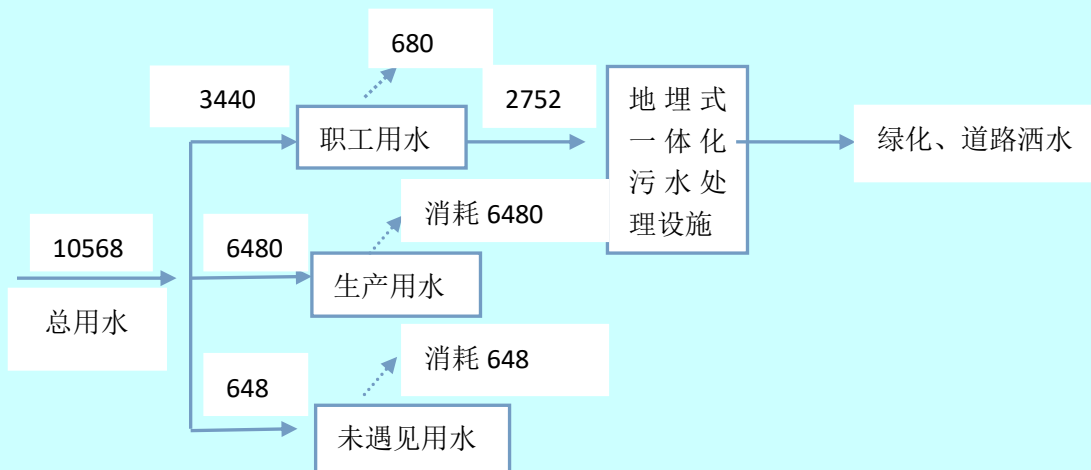 680
3440
2752
职工用水
地埋式
一体化
污水处
理设施
绿化、道路洒水
消耗 6480
10568
6480
总用水
生产用水
消耗 648
648
未遇见用水